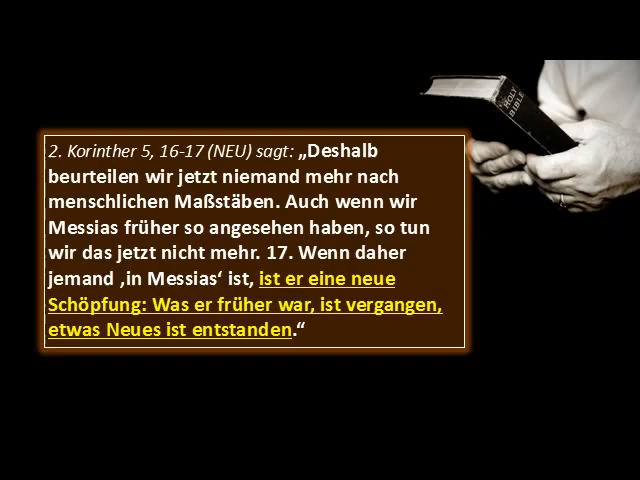 HOLY
BIBLE
2. Korinther 5, 16-17 (NEU) sagt: „Deshalb
beurteilen wir jetzt niemand mehr nach
menschlichen Maßstäben. Auch wenn wir
Messias früher so angesehen haben, so tun
wir das jetzt nicht mehr. 17. Wenn daher
jemand ‚in Messias‘ ist, ist er eine neue
Schöpfung: Was er früher war, ist vergangen,
etwas Neues ist entstanden.“